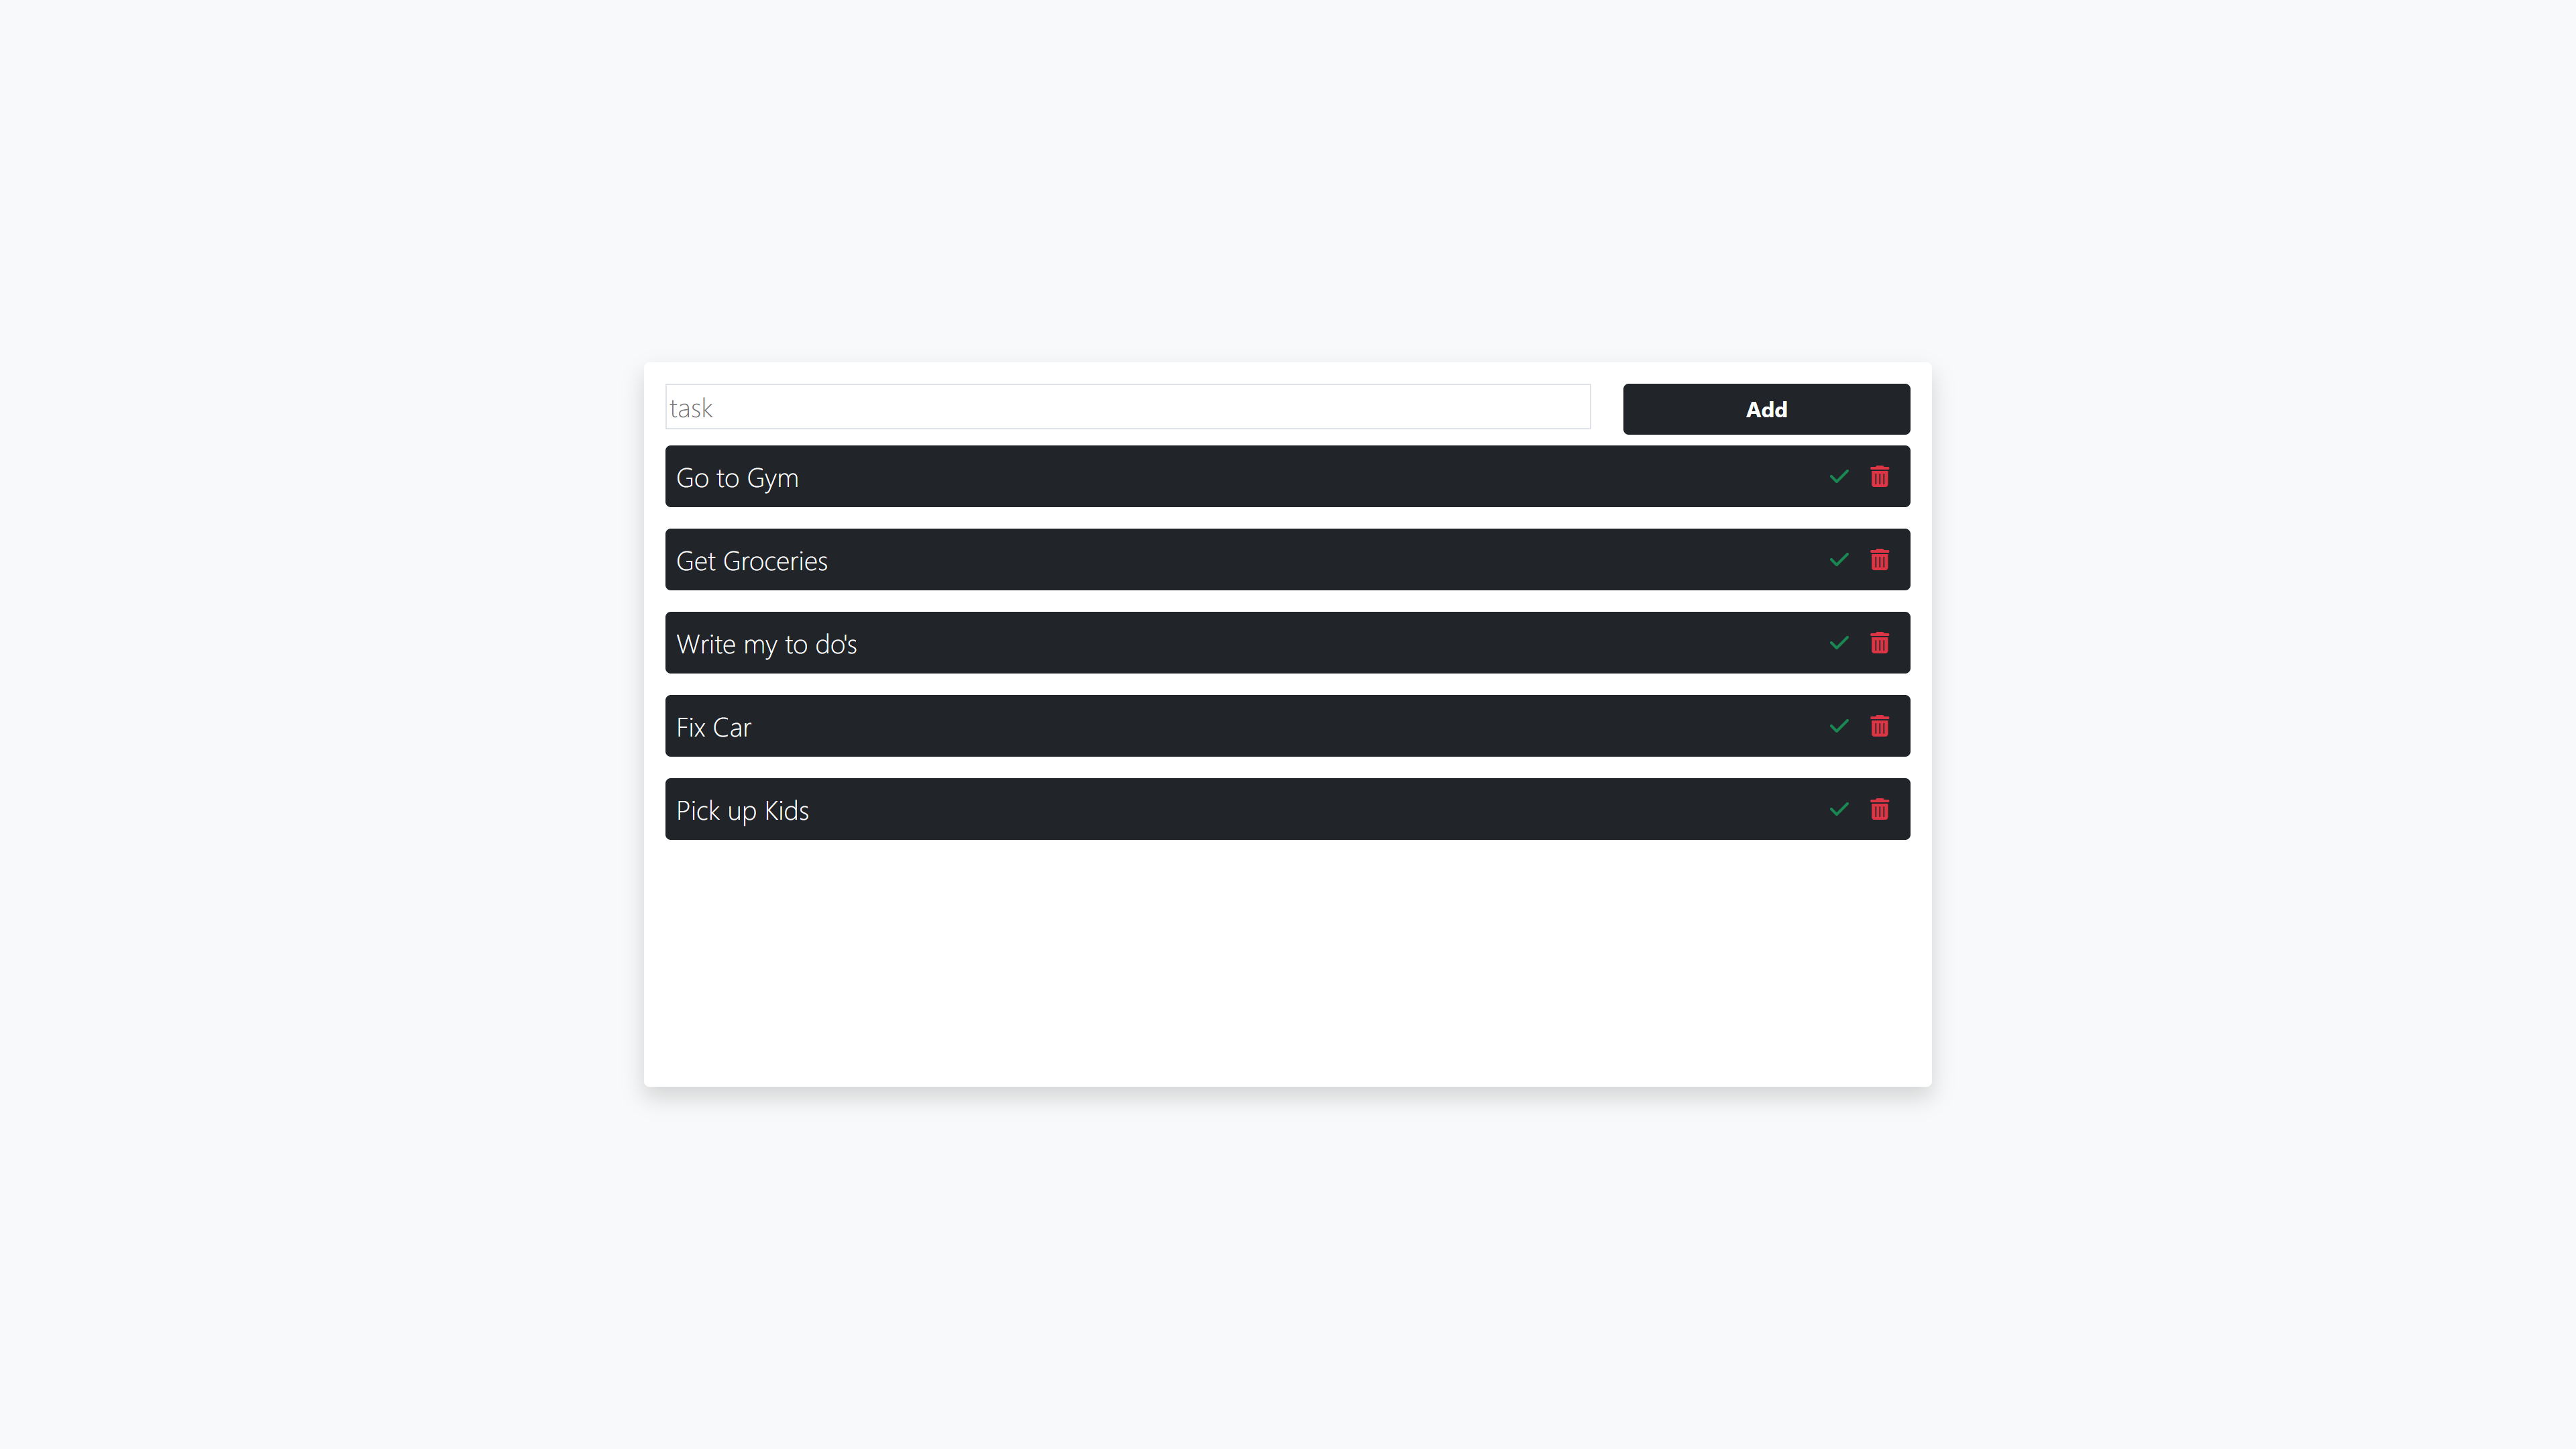 task
Add
Go to Gym
Get Groceries
Write my to do's
Fix Car
Pick up Kids